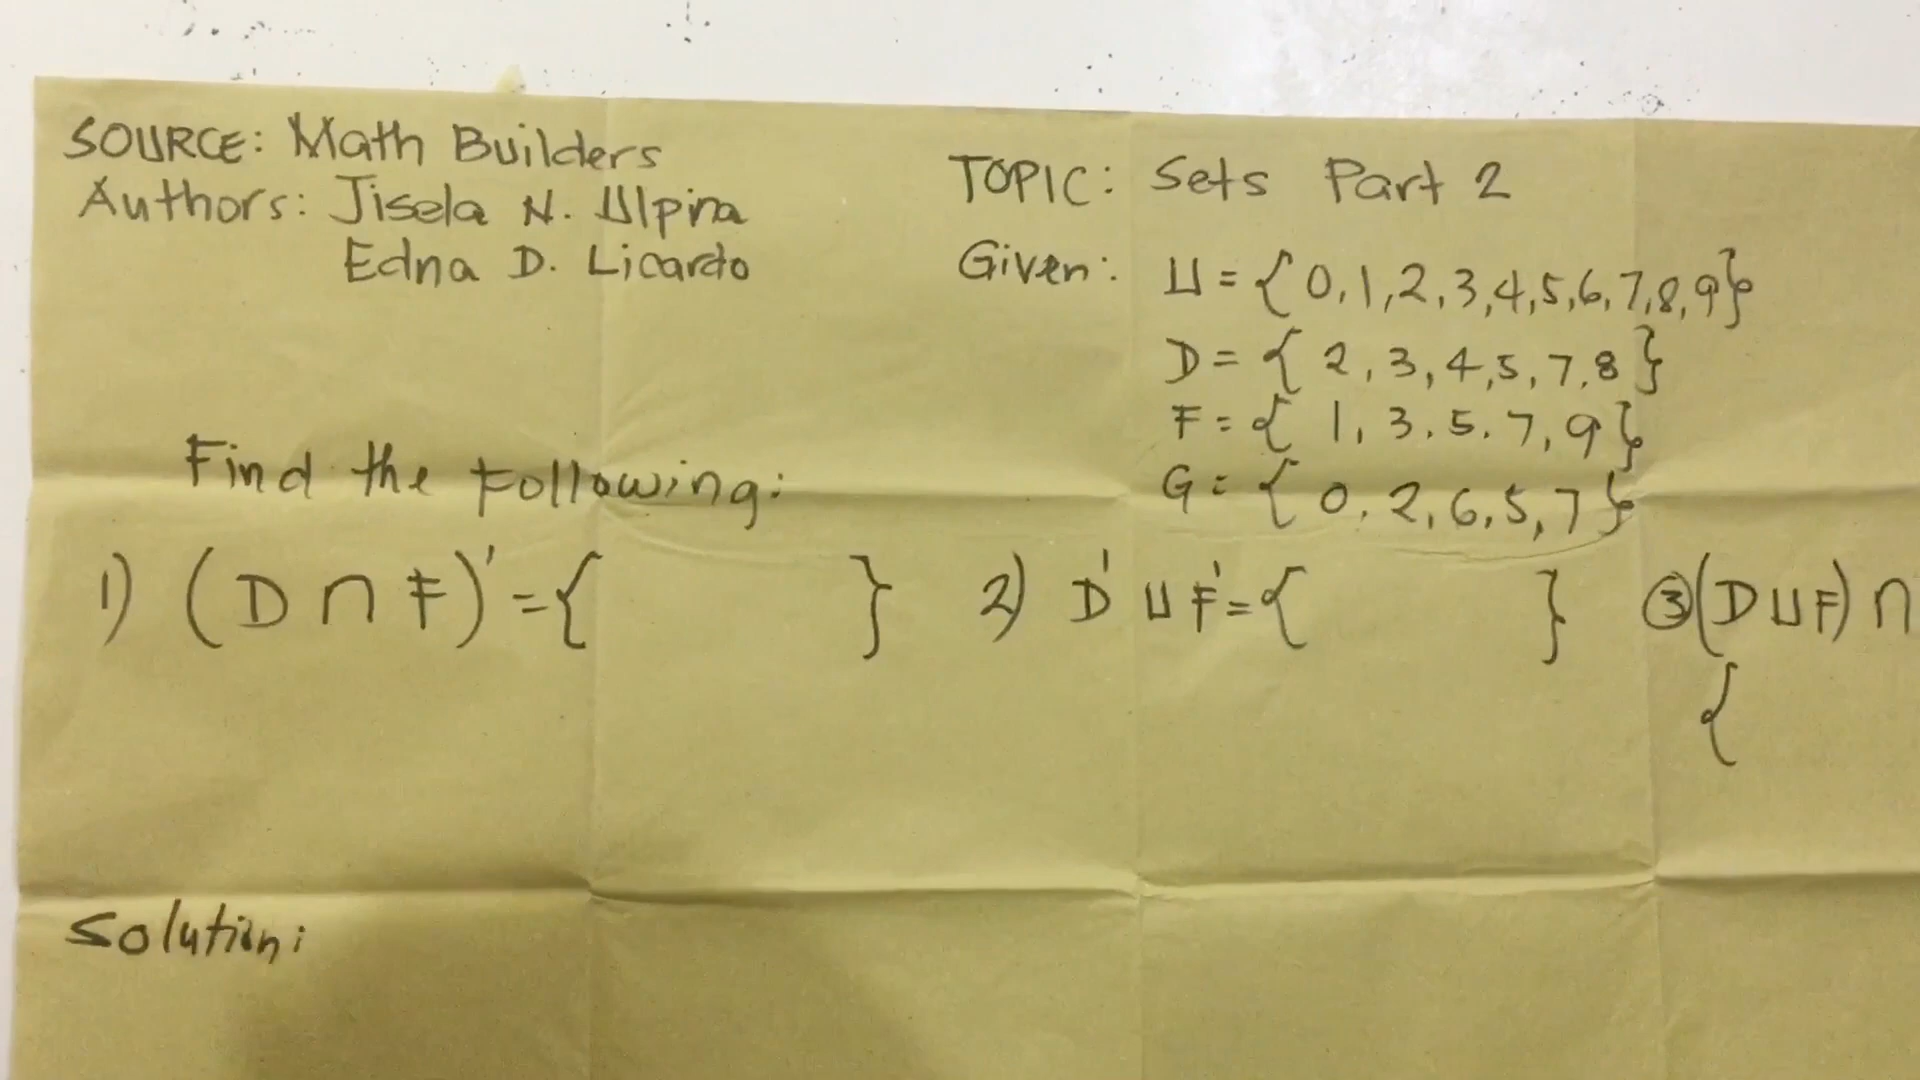 SOURCE: Math Builders
Authors: Jisela N. Ulpina
Edna D. Licardo
TOPIC: Sets Part 2
Given: U = { 0, 1, 2, 3, 4, 5, 6, 7, 8, 9 }
D = { 2, 3, 4, 5, 7, 8 }
F = { 1, 3, 5, 7, 9 }
G = { 0, 2, 6, 5, 7 }
Find the Following:
1) (D ∩ F)' = { } 2) D' ∪ F' = { } ③ (D ∪ F) ∩
{
Solution: